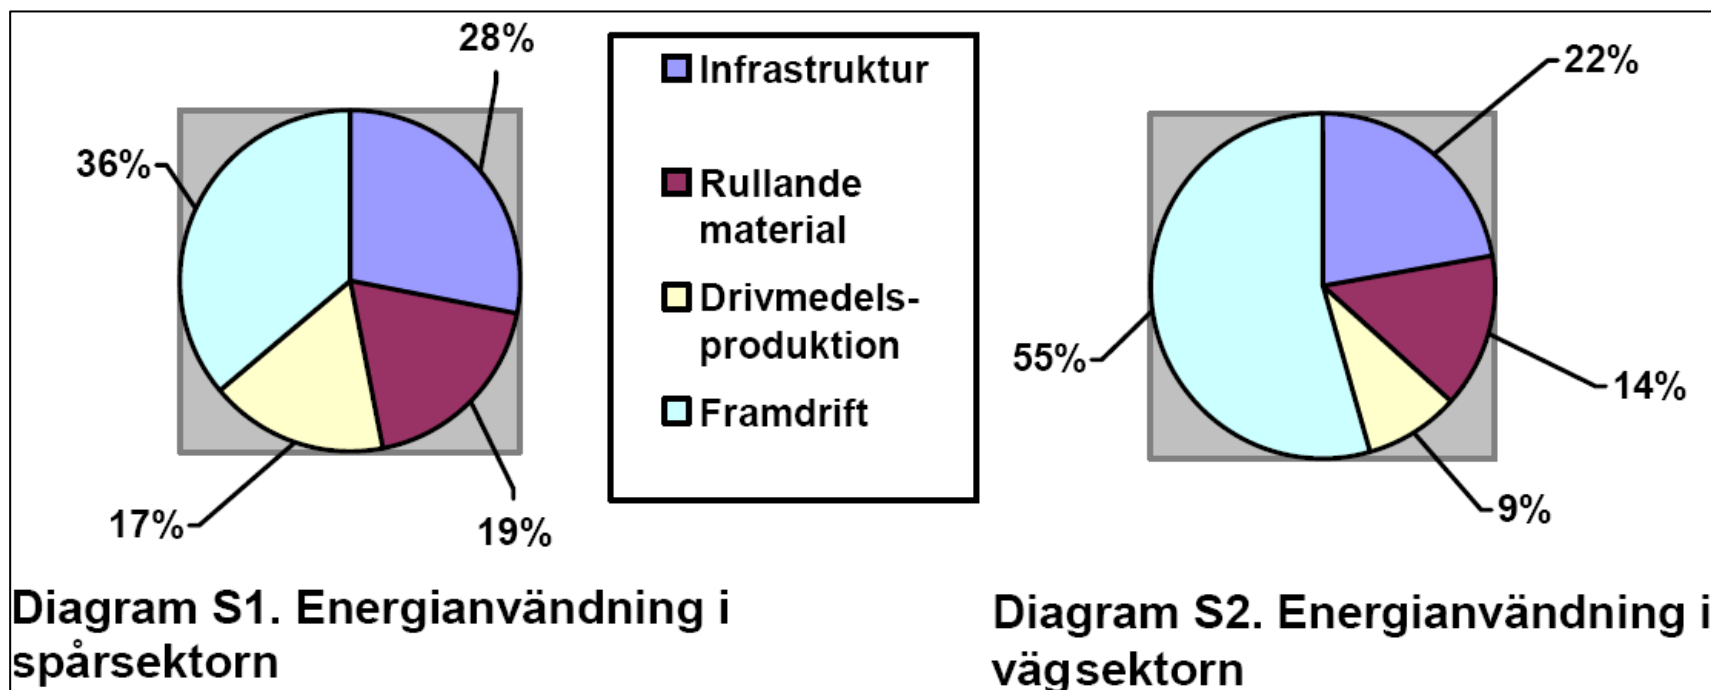 28%
36%
17%
19%
Infrastruktur
Rullande
material
Drivmedels-
produktion
Framdrift
22%
55%
14%
9%
Diagram S1. Energianvändning i
spårsektorn
Diagram S2. Energianvändning i
vägsektorn